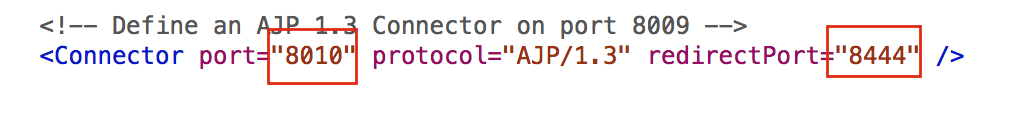 <!-- Define an AJP 1.3 Connector on port 8009 -->
<Connector port="8010" protocol="AJP/1.3" redirectPort="8444" />